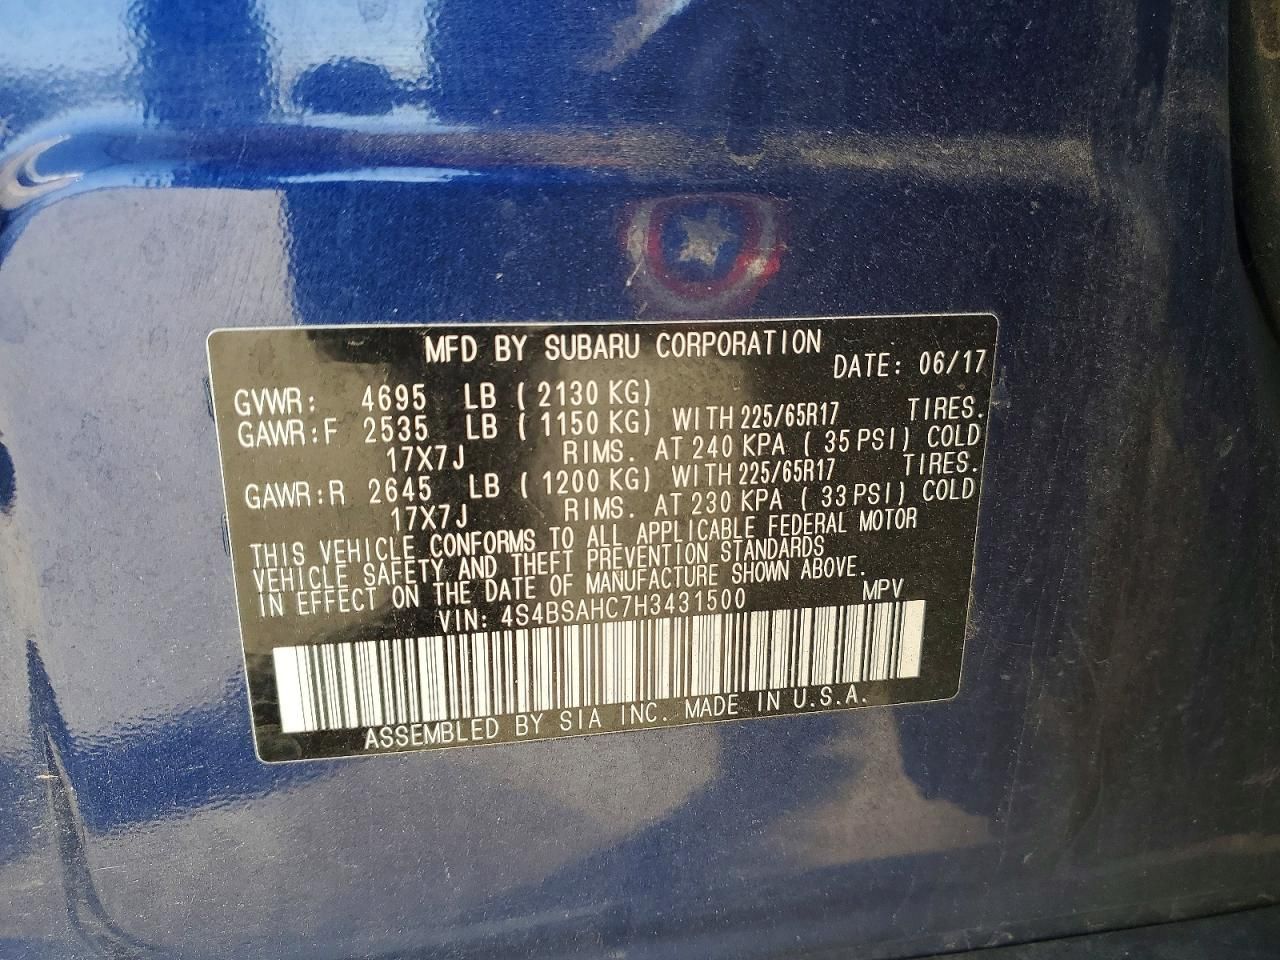 MFD BY SUBARU CORPORATION
DATE: 06/17
GVWR: 4695 LB ( 2130 KG)
GAWR:F 2535 LB ( 1150 KG) WITH 225/65R17 TIRES.
17X7J RIMS. AT 240 KPA ( 35 PSI) COLD
GAWR:R 2645 LB ( 1200 KG) WITH 225/65R17 TIRES.
17X7J RIMS. AT 230 KPA ( 33 PSI) COLD
THIS VEHICLE CONFORMS TO ALL APPLICABLE FEDERAL MOTOR
VEHICLE SAFETY AND THEFT PREVENTION STANDARDS
IN EFFECT ON THE DATE OF MANUFACTURE SHOWN ABOVE.
VIN: 4S4BSAHC7H3431500 MPV
ASSEMBLED BY SIA INC. MADE IN U.S.A.